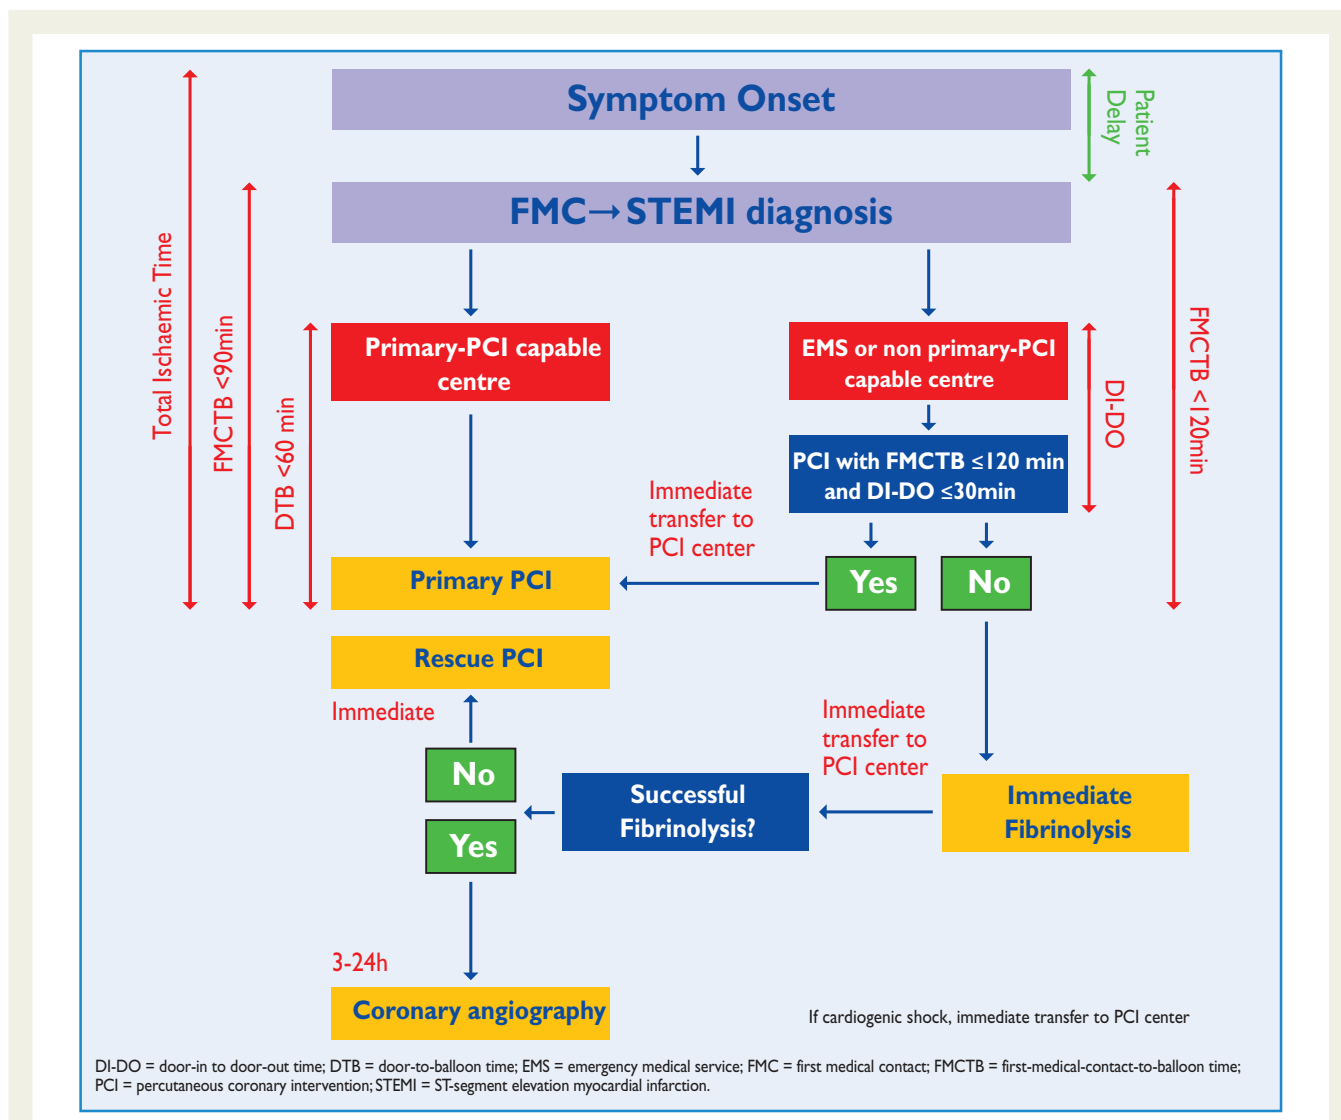 Symptom Onset
Patient
Delay
FMC→STEMI diagnosis
Total Ischaemic Time
FMCTB <90min
DTB <60 min
Primary-PCI capable
centre
EMS or non primary-PCI
capable centre
DI-DO
FMCTB <120min
PCI with FMCTB ≤120 min
and DI-DO ≤30min
Immediate
transfer to
PCI center
Primary PCI
Yes
No
Rescue PCI
Immediate
No
Yes
Successful
Fibrinolysis?
Immediate
transfer to
PCI center
Immediate
Fibrinolysis
3-24h
Coronary angiography
If cardiogenic shock, immediate transfer to PCI center
DI-DO = door-in to door-out time; DTB = door-to-balloon time; EMS = emergency medical service; FMC = first medical contact; FMCTB = first-medical-contact-to-balloon time;
PCI = percutaneous coronary intervention; STEMI = ST-segment elevation myocardial infarction.